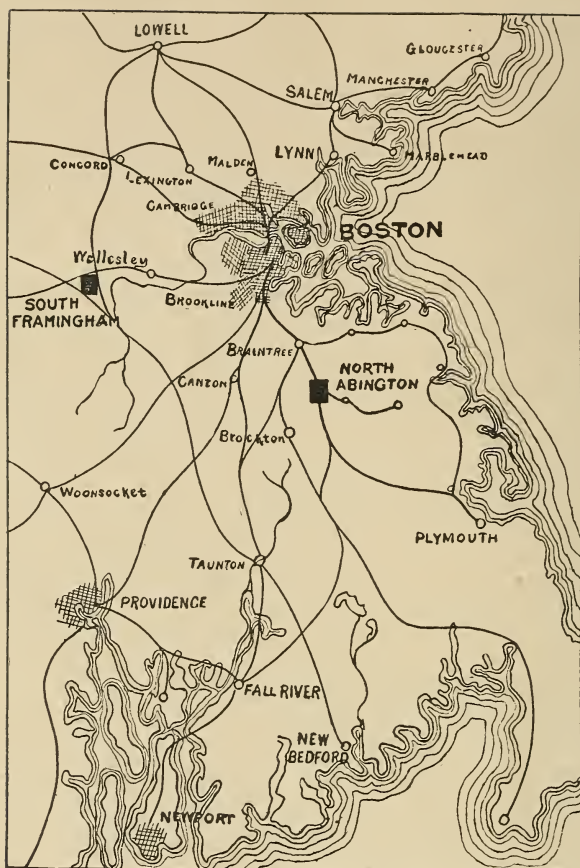 LOWELL
GLOUCESTER
MANCHESTER
SALEM
LYNN
MARBLEHEAD
MALDEN
CONCORD
LEXINGTON
CAMBRIDGE
BOSTON
Wellesley
BROOKLINE
SOUTH
FRAMINGHAM
BRAINTREE
NORTH
ABINGTON
CANTON
BROCKTON
WOONSOCKET
PLYMOUTH
TAUNTON
PROVIDENCE
FALL RIVER
NEW
BEDFORD
NEWPORT